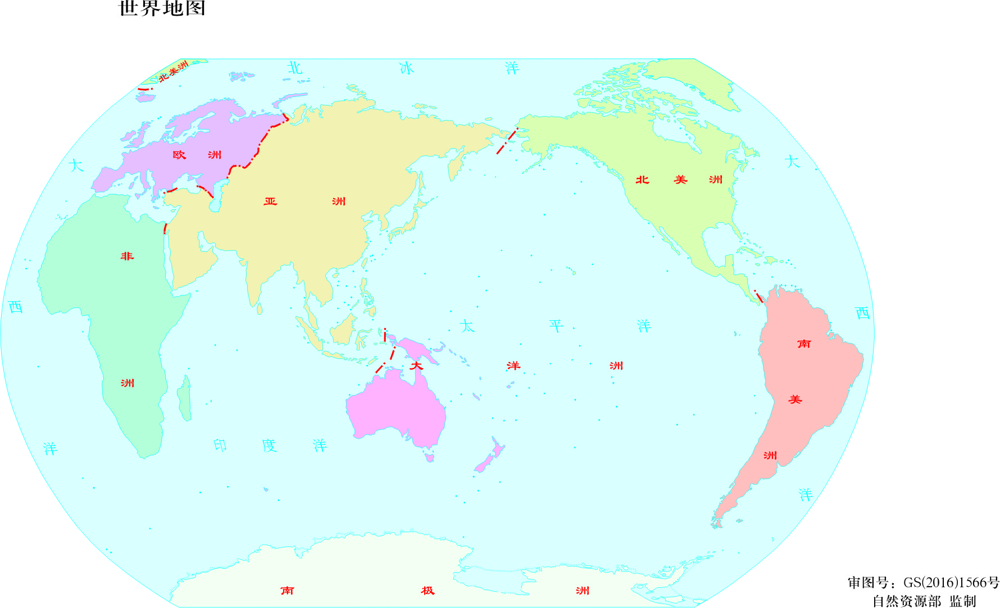 世界地图
北美洲
北 冰 洋
欧 洲
大
大
北 美 洲
亚 洲
非
西
西
太 平 洋
南
大 洋 洲
洲
美
印 度 洋
洋
洲
洋
南 极 洲
审图号：GS(2016)1566号
自然资源部 监制